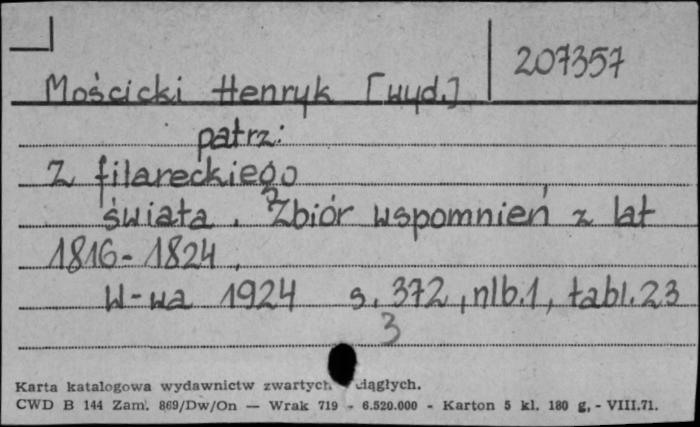 207357
Mościcki Henryk [wyd.]
patrz:
Z filareckiego
świata. Zbiór wspomnień z lat
1816-1824.
W-wa 1924 s. 372, nlb.1, tabl.23
3
Karta katalogowa wydawnictw zwartych ciągłych.
CWD B 144 Zam. 869/Dw/On — Wrak 719 - 6.520.000 - Karton 5 kl. 180 g. - VIII.71.